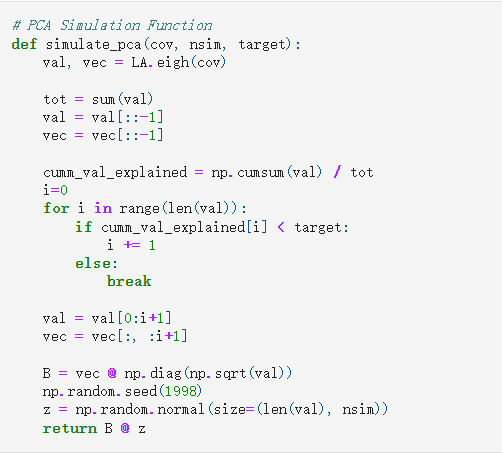 # PCA Simulation Function
def simulate_pca(cov, nsim, target):
    val, vec = LA.eigh(cov)

    tot = sum(val)
    val = val[::-1]
    vec = vec[::-1]

    cumm_val_explained = np.cumsum(val) / tot
    i=0
    for i in range(len(val)):
        if cumm_val_explained[i] < target:
            i += 1
        else:
            break

    val = val[0:i+1]
    vec = vec[:, :i+1]

    B = vec @ np.diag(np.sqrt(val))
    np.random.seed(1998)
    z = np.random.normal(size=(len(val), nsim))
    return B @ z